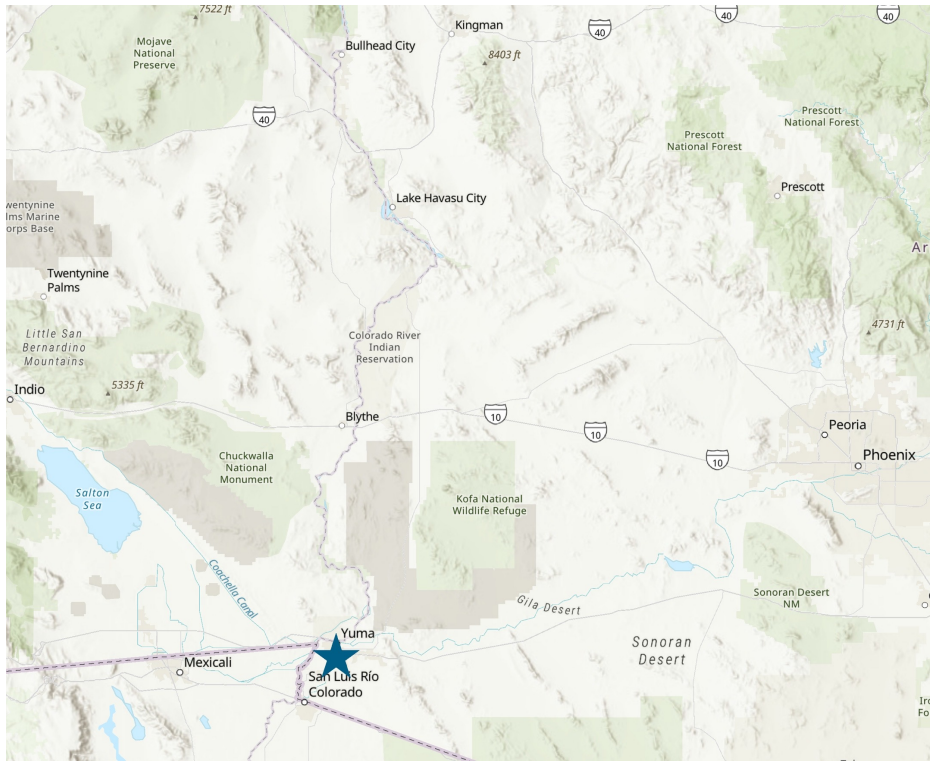 7522 ft
Kingman
40
40
40
Mojave
National
Preserve
Bullhead City
8403 ft
40
Prescott
National Forest
Prescott
National Forest
Prescott
wentynine
lms Marine
orps Base
Lake Havasu City
Ar
Twentynine
Palms
Little San
Bernardino
Mountains
Colorado River
Indian
Reservation
4731 ft
Indio
5335 ft
Blythe
10
10
10
Peoria
Phoenix
Chuckwalla
National
Monument
Salton
Sea
Kofa National
Wildlife Refuge
Coachella Canal
Gila Desert
Sonoran Desert
NM
Yuma
Sonoran
Desert
Mexicali
San Luis Río
Colorado
Iro
Fo